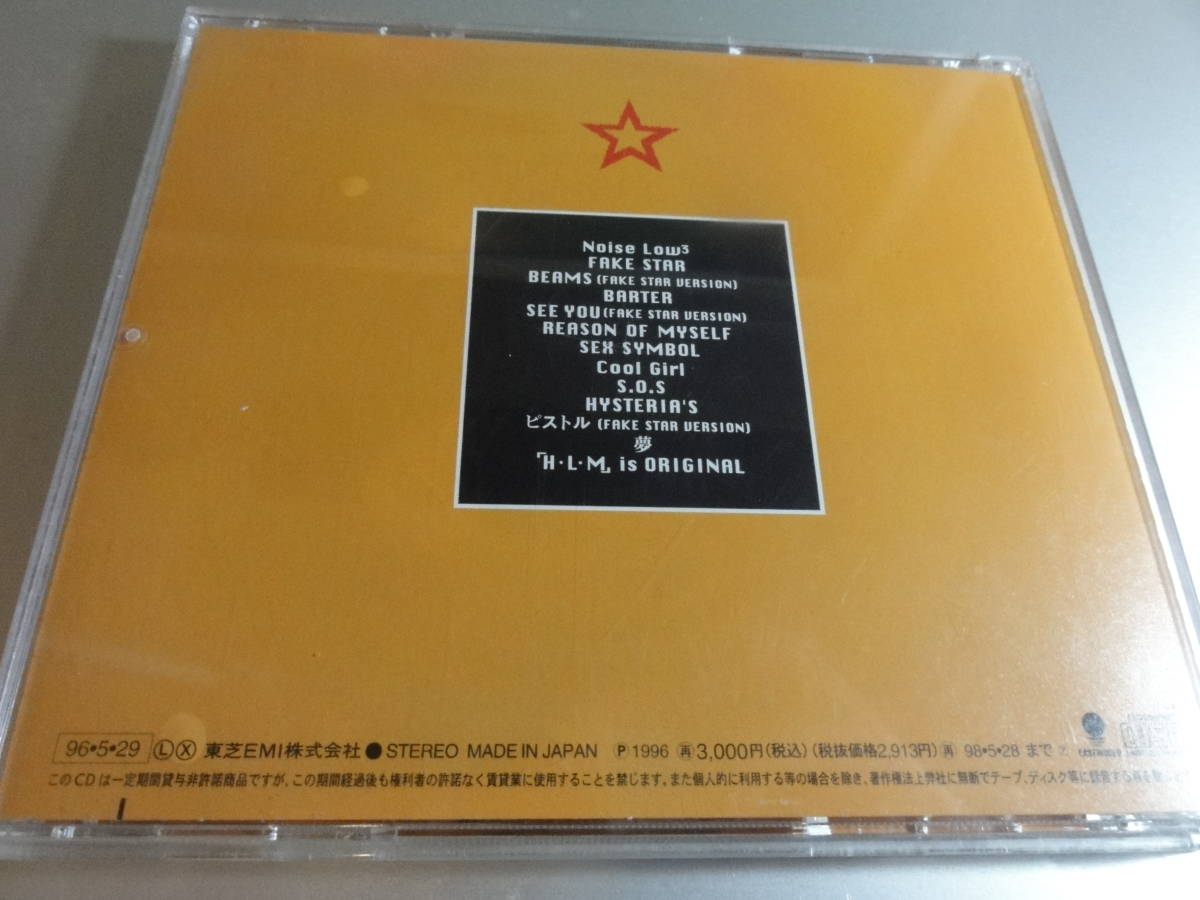 Noise Low³
FAKE STAR
BEAMS (FAKE STAR VERSION)
BARTER
SEE YOU (FAKE STAR VERSION)
REASON OF MYSELF
SEX SYMBOL
Cool Girl
S.O.S
HYSTERIA'S
ピストル (FAKE STAR VERSION)
夢
「H・L・M」 is ORIGINAL
96•5•29 Ⓛ Ⓧ 東芝EMI株式会社 ● STEREO MADE IN JAPAN Ⓟ 1996 ㊮ 3,000円(税込) (税抜価格2,913円) 98•5•28 まで
このCDは一定期間貸与非許諾商品ですが、この期間経過後も権利者の許諾なく賃貸業に使用することを禁じます。また個人的に利用する等の場合を除き、著作権法上弊社に無断でテープ、ディスク等に録音する事を